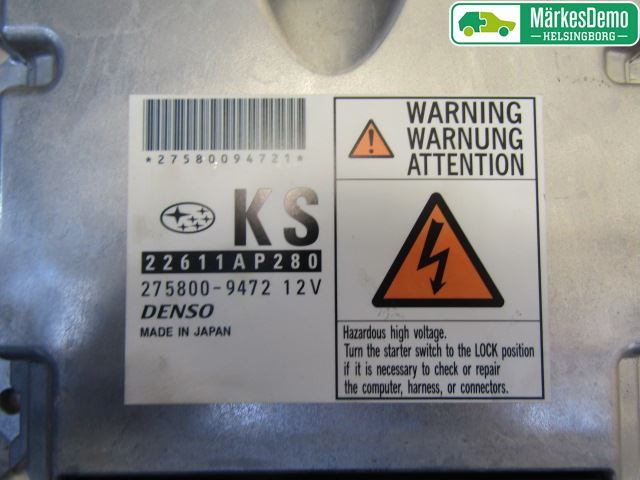 MärkesDemo
HELSINGBORG
*27580094721*
KS
22611AP280
275800-9472 12V
DENSO
MADE IN JAPAN
WARNING
WARNUNG
ATTENTION
Hazardous high voltage.
Turn the starter switch to the LOCK position
if it is necessary to check or repair
the computer, harness, or connectors.